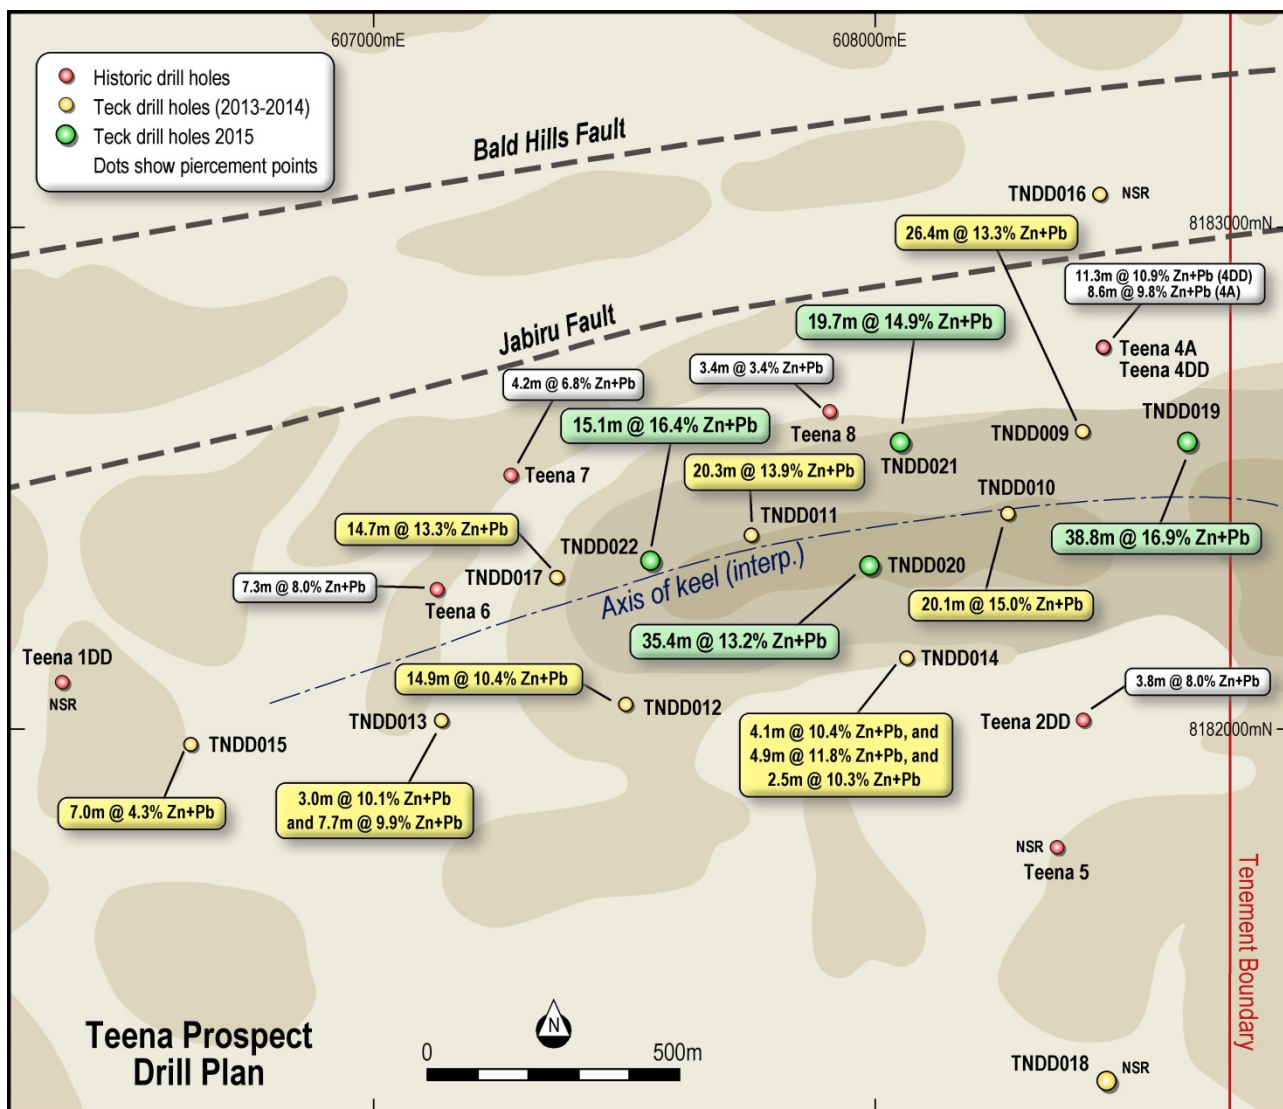 607000mE
608000mE
Historic drill holes
Teck drill holes (2013-2014)
Teck drill holes 2015
Dots show piercement points
Bald Hills Fault
TNDD016
NSR
8183000mN
26.4m @ 13.3% Zn+Pb
11.3m @ 10.9% Zn+Pb (4DD)
8.6m @ 9.8% Zn+Pb (4A)
Jabiru Fault
19.7m @ 14.9% Zn+Pb
Teena 4A
Teena 4DD
3.4m @ 3.4% Zn+Pb
4.2m @ 6.8% Zn+Pb
15.1m @ 16.4% Zn+Pb
Teena 8
TNDD021
TNDD009
TNDD019
Teena 7
20.3m @ 13.9% Zn+Pb
TNDD010
TNDD011
14.7m @ 13.3% Zn+Pb
38.8m @ 16.9% Zn+Pb
TNDD022
TNDD020
TNDD017
Axis of keel (interp.)
7.3m @ 8.0% Zn+Pb
Teena 6
20.1m @ 15.0% Zn+Pb
35.4m @ 13.2% Zn+Pb
Teena 1DD
NSR
TNDD014
14.9m @ 10.4% Zn+Pb
3.8m @ 8.0% Zn+Pb
TNDD012
TNDD013
Teena 2DD
8182000mN
TNDD015
4.1m @ 10.4% Zn+Pb, and
4.9m @ 11.8% Zn+Pb, and
2.5m @ 10.3% Zn+Pb
7.0m @ 4.3% Zn+Pb
3.0m @ 10.1% Zn+Pb
and 7.7m @ 9.9% Zn+Pb
NSR
Teena 5
Tenement Boundary
Teena Prospect
Drill Plan
N
0
500m
TNDD018
NSR